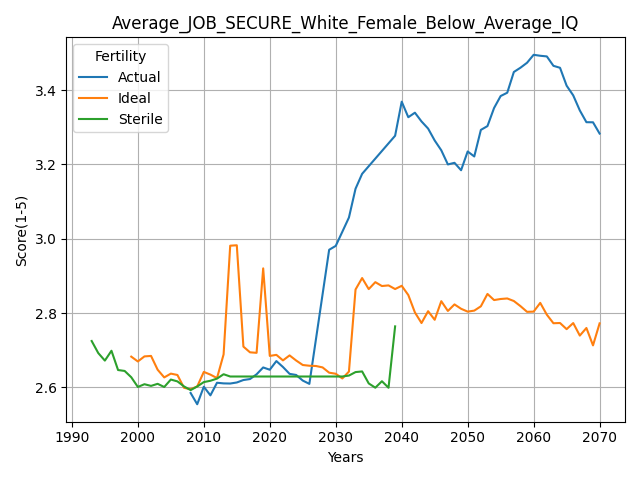 Average_JOB_SECURE_White_Female_Below_Average_IQ
Fertility
Actual
Ideal
Sterile
Score(1-5)
3.4
3.2
3.0
2.8
2.6
1990 2000 2010 2020 2030 2040 2050 2060 2070
Years